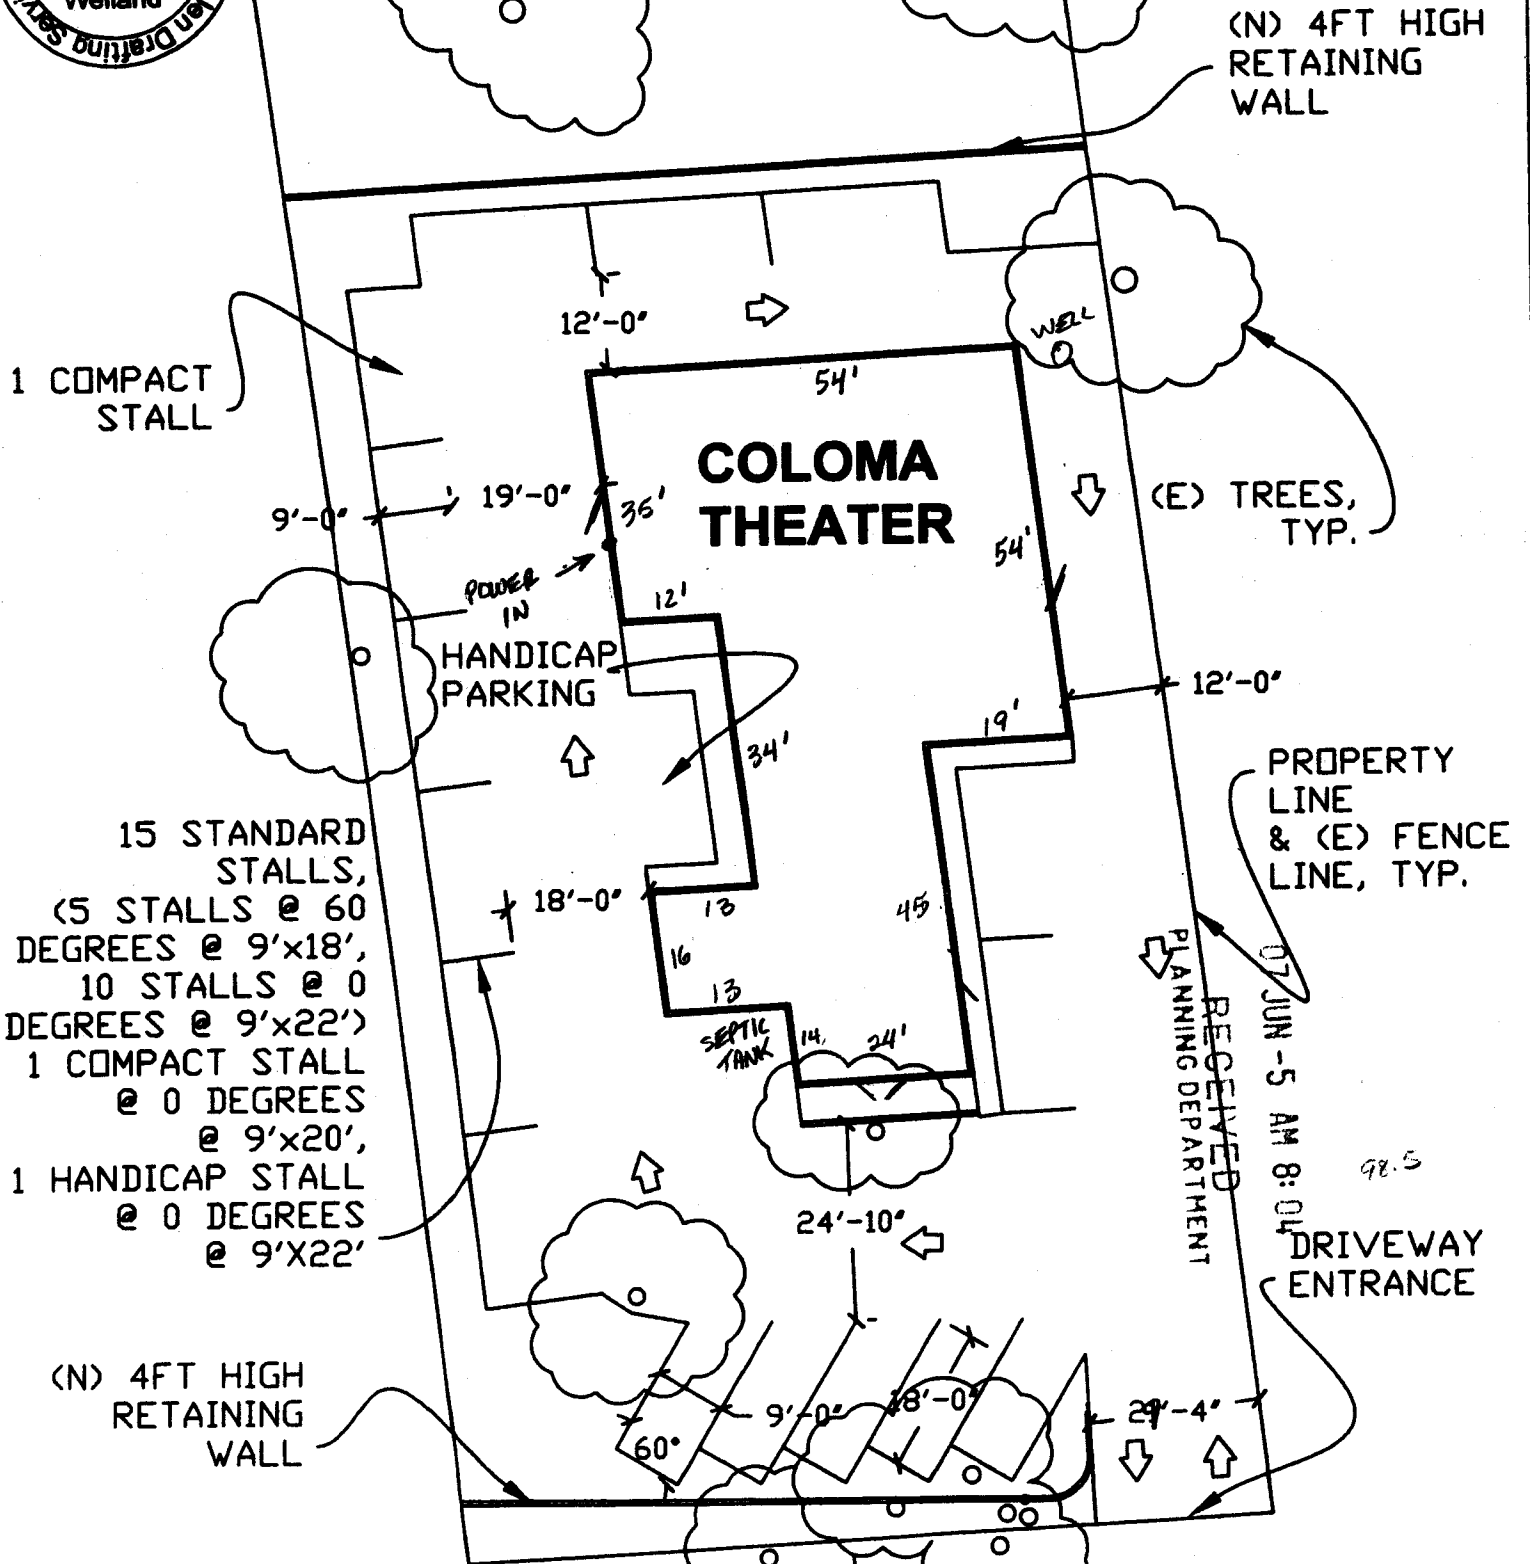 Welland
den Drafting Servi
(N) 4FT HIGH
RETAINING
WALL
12'-0"
WELL
1 COMPACT
STALL
54'
COLOMA
THEATER
19'-0"
35'
9'-0"
(E) TREES,
TYP.
54'
POWER
IN
12'
HANDICAP
PARKING
12'-0"
19'
34'
PROPERTY
LINE
& (E) FENCE
LINE, TYP.
15 STANDARD
STALLS,
(5 STALLS @ 60
DEGREES @ 9'x18',
10 STALLS @ 0
DEGREES @ 9'x22')
1 COMPACT STALL
@ 0 DEGREES
@ 9'x20',
1 HANDICAP STALL
@ 0 DEGREES
@ 9'X22'
18'-0"
13
45
16
13
SEPTIC
TANK
14
24'
07 JUN -5 AM 8:04
RECEIVED
PLANNING DEPARTMENT
98.5
24'-10"
DRIVEWAY
ENTRANCE
(N) 4FT HIGH
RETAINING
WALL
9'-0"
18'-0"
60°